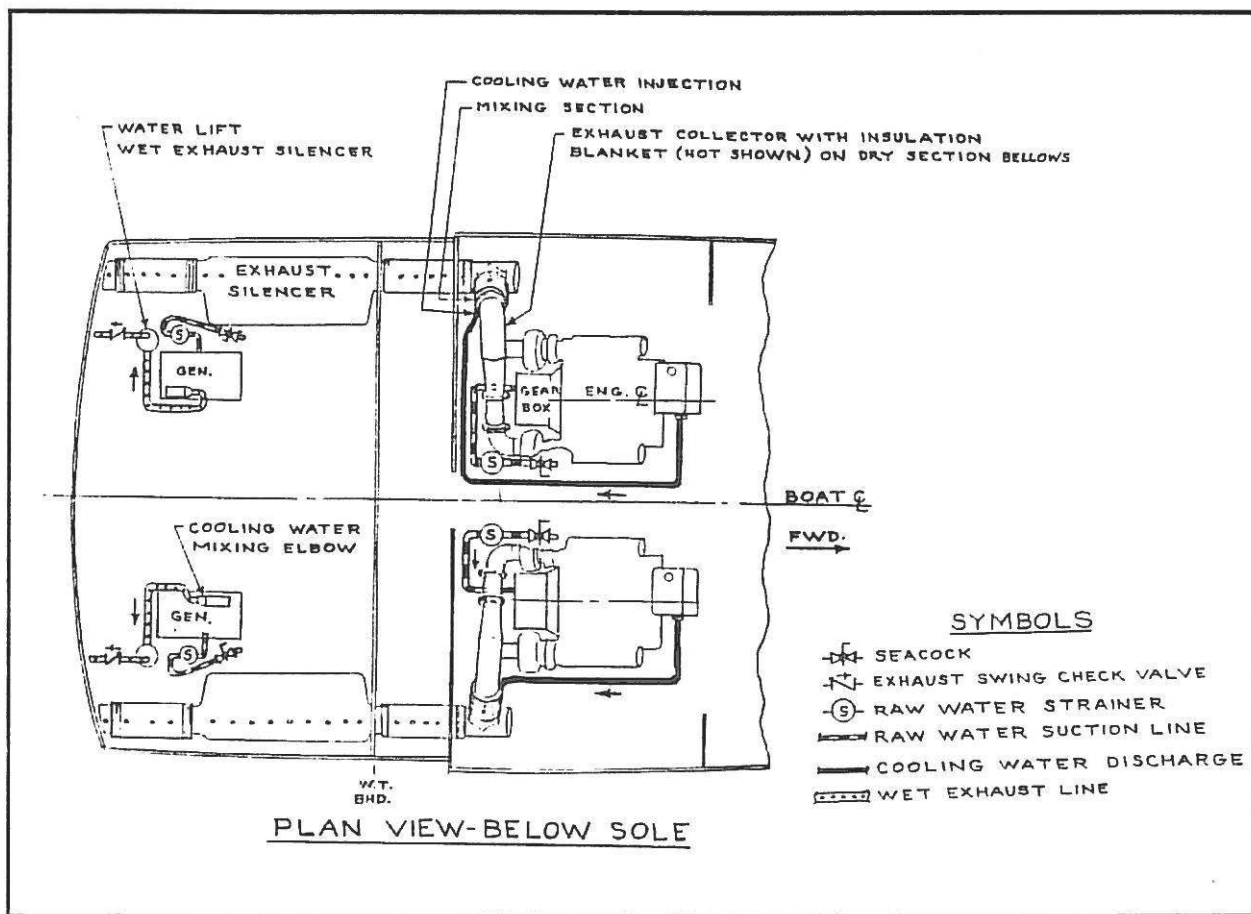 COOLING WATER INJECTION
MIXING SECTION
WATER LIFT
WET EXHAUST SILENCER
EXHAUST COLLECTOR WITH INSULATION
BLANKET (NOT SHOWN) ON DRY SECTION BELLOWS
EXHAUST
SILENCER
S
GEN.
GEAR
BOX
ENG. ℄
S
BOAT ℄
FWD.
S
COOLING WATER
MIXING ELBOW
GEN.
S
W.T.
BHD.
PLAN VIEW-BELOW SOLE
SYMBOLS
SEACOCK
EXHAUST SWING CHECK VALVE
S RAW WATER STRAINER
RAW WATER SUCTION LINE
COOLING WATER DISCHARGE
WET EXHAUST LINE